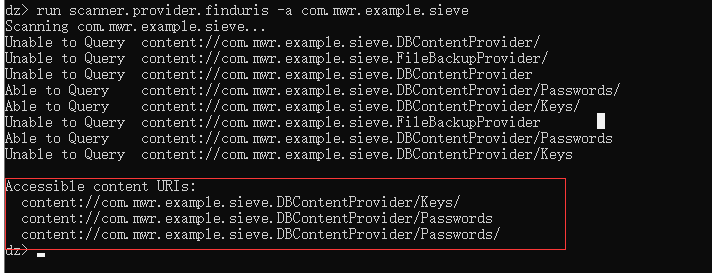 dz> run scanner.provider.finduris -a com.mwr.example.sieve
Scanning com.mwr.example.sieve...
Unable to Query  content://com.mwr.example.sieve.DBContentProvider/
Unable to Query  content://com.mwr.example.sieve.FileBackupProvider/
Unable to Query  content://com.mwr.example.sieve.DBContentProvider
Able to Query    content://com.mwr.example.sieve.DBContentProvider/Passwords/
Able to Query    content://com.mwr.example.sieve.DBContentProvider/Keys/
Unable to Query  content://com.mwr.example.sieve.FileBackupProvider
Able to Query    content://com.mwr.example.sieve.DBContentProvider/Passwords
Unable to Query  content://com.mwr.example.sieve.DBContentProvider/Keys
Accessible content URIs:
content://com.mwr.example.sieve.DBContentProvider/Keys/
content://com.mwr.example.sieve.DBContentProvider/Passwords
content://com.mwr.example.sieve.DBContentProvider/Passwords/
dz>